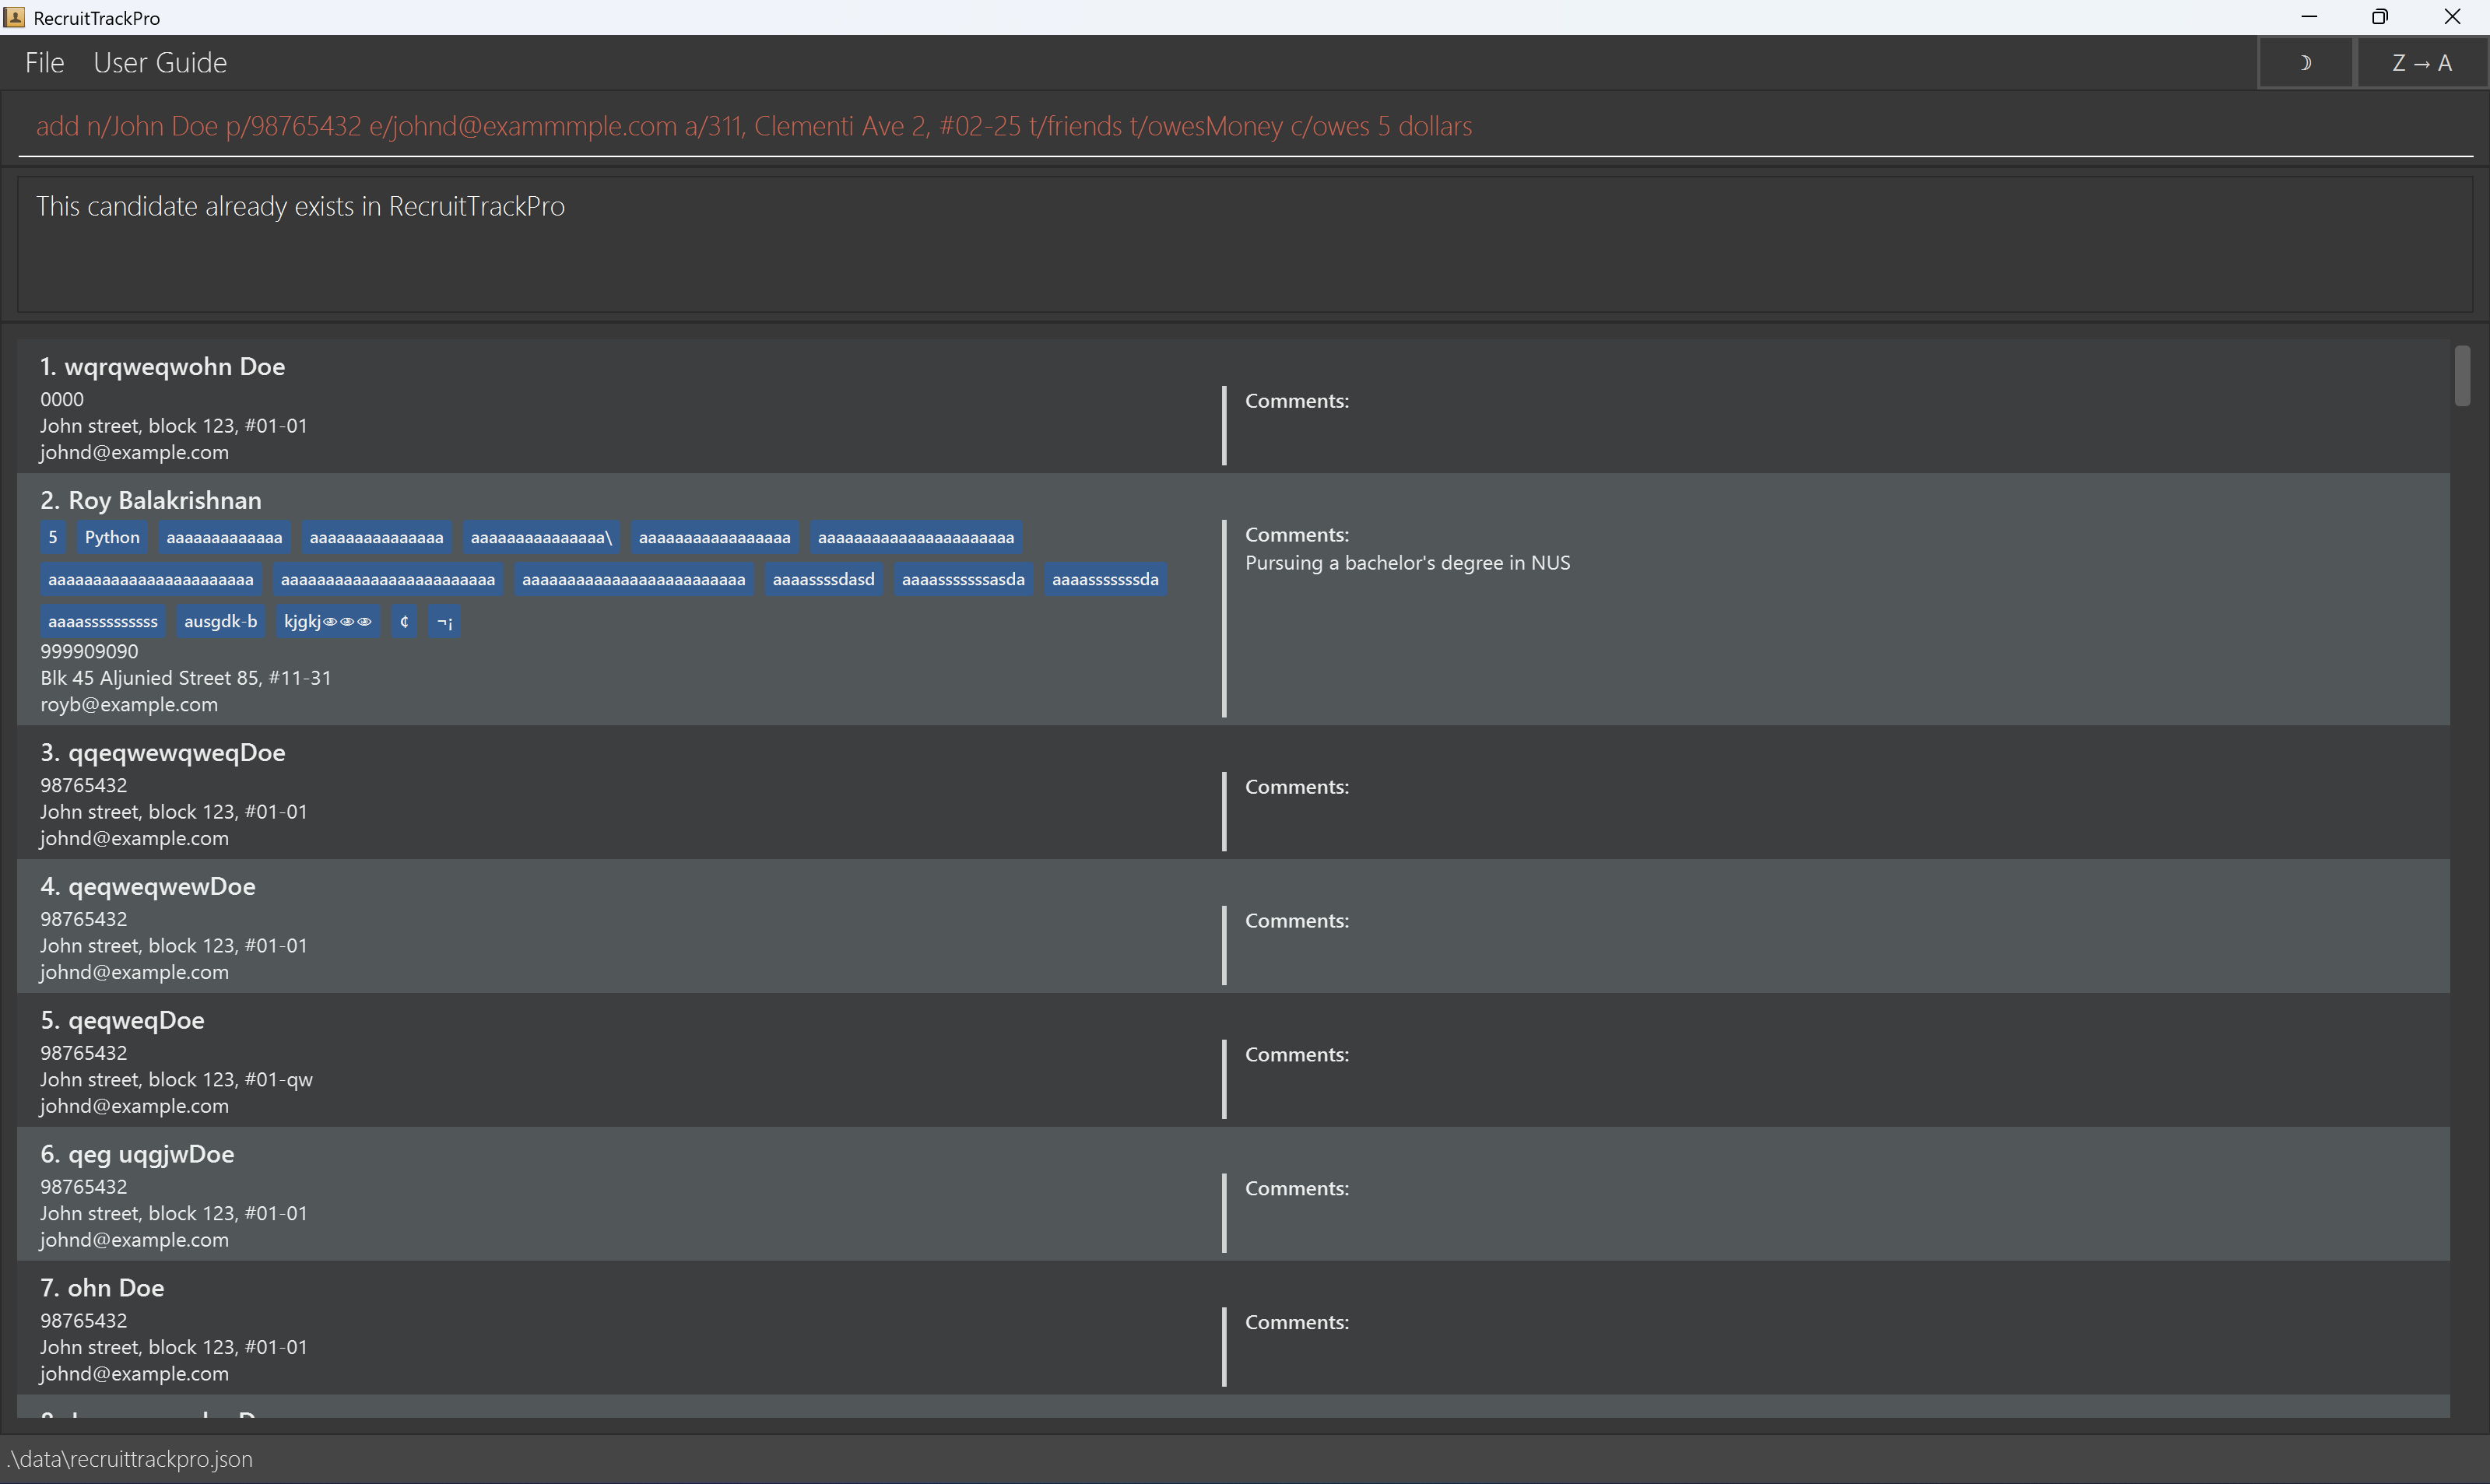 RecruitTrackPro
File User Guide
☽ Z → A
add n/John Doe p/98765432 e/johnd@exammmple.com a/311, Clementi Ave 2, #02-25 t/friends t/owesMoney c/owes 5 dollars
This candidate already exists in RecruitTrackPro
1. wqrqweqwohn Doe
0000
John street, block 123, #01-01
johnd@example.com
Comments:
2. Roy Balakrishnan
5 Python aaaaaaaaaaaaa aaaaaaaaaaaaaaa aaaaaaaaaaaaaaa\ aaaaaaaaaaaaaaaaa aaaaaaaaaaaaaaaaaaaaaa
aaaaaaaaaaaaaaaaaaaaaaa aaaaaaaaaaaaaaaaaaaaaaaa aaaaaaaaaaaaaaaaaaaaaaaaa aaaassssdasd aaaasssssssasda aaaasssssssda
aaaassssssssss ausgdk-b kjgkj👁👁👁 ¢ ¬¡
999909090
Blk 45 Aljunied Street 85, #11-31
royb@example.com
Comments:
Pursuing a bachelor's degree in NUS
3. qqeqwewqweqDoe
98765432
John street, block 123, #01-01
johnd@example.com
Comments:
4. qeqweqwewDoe
98765432
John street, block 123, #01-01
johnd@example.com
Comments:
5. qeqweqDoe
98765432
John street, block 123, #01-qw
johnd@example.com
Comments:
6. qeg uqgjwDoe
98765432
John street, block 123, #01-01
johnd@example.com
Comments:
7. ohn Doe
98765432
John street, block 123, #01-01
johnd@example.com
Comments:
.\data\recruittrackpro.json